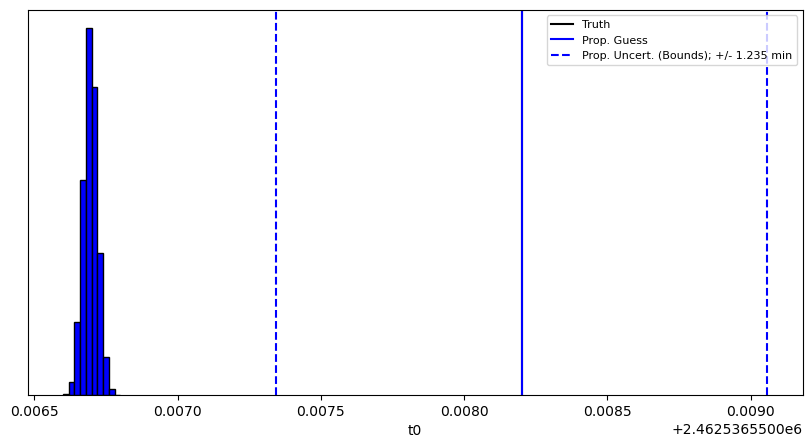 Truth
Prop. Guess
Prop. Uncert. (Bounds); +/- 1.235 min
0.0065 0.0070 0.0075 0.0080 0.0085 0.0090
t0
+2.4625365500e6